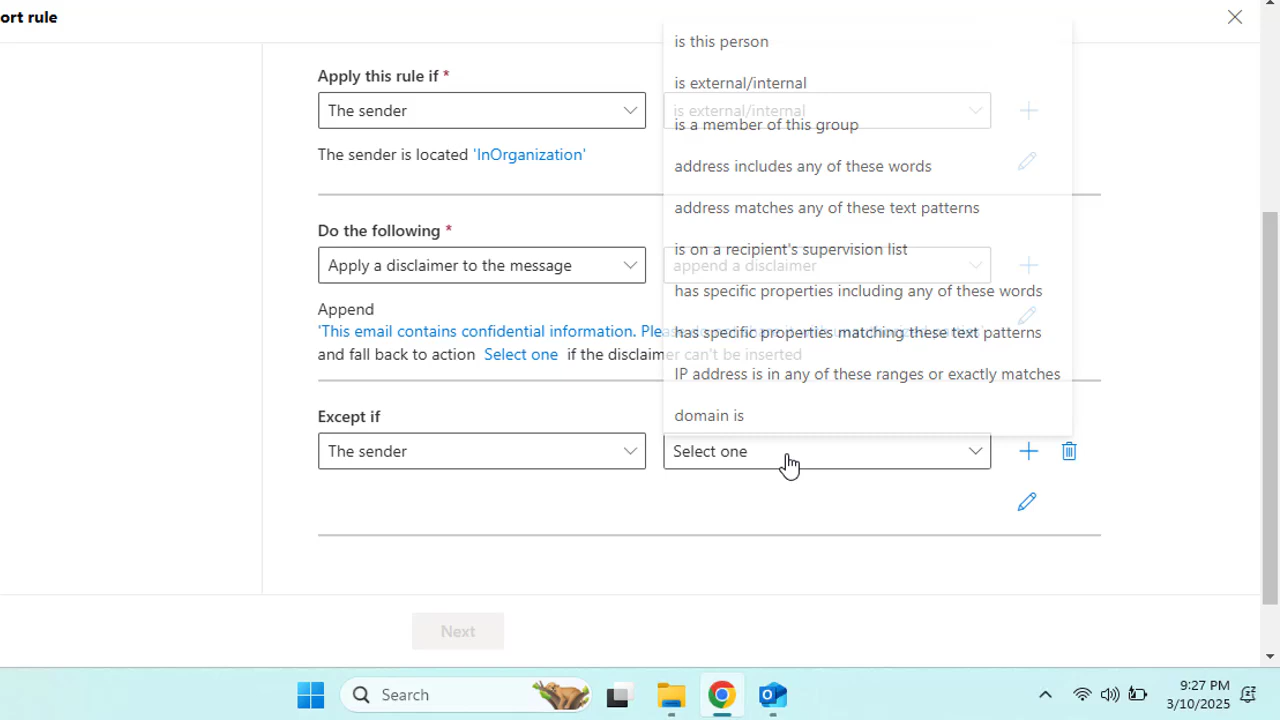 ort rule
Apply this rule if *
The sender
is external/internal
The sender is located 'InOrganization'
Do the following *
Apply a disclaimer to the message
append a disclaimer
Append
'This email contains confidential information.
and fall back to action Select one if the disclaimer can't be inserted
Except if
The sender
Select one
is this person
is external/internal
is a member of this group
address includes any of these words
address matches any of these text patterns
is on a recipient's supervision list
has specific properties including any of these words
has specific properties matching these text patterns
IP address is in any of these ranges or exactly matches
domain is
Next
Search
9:27 PM
3/10/2025